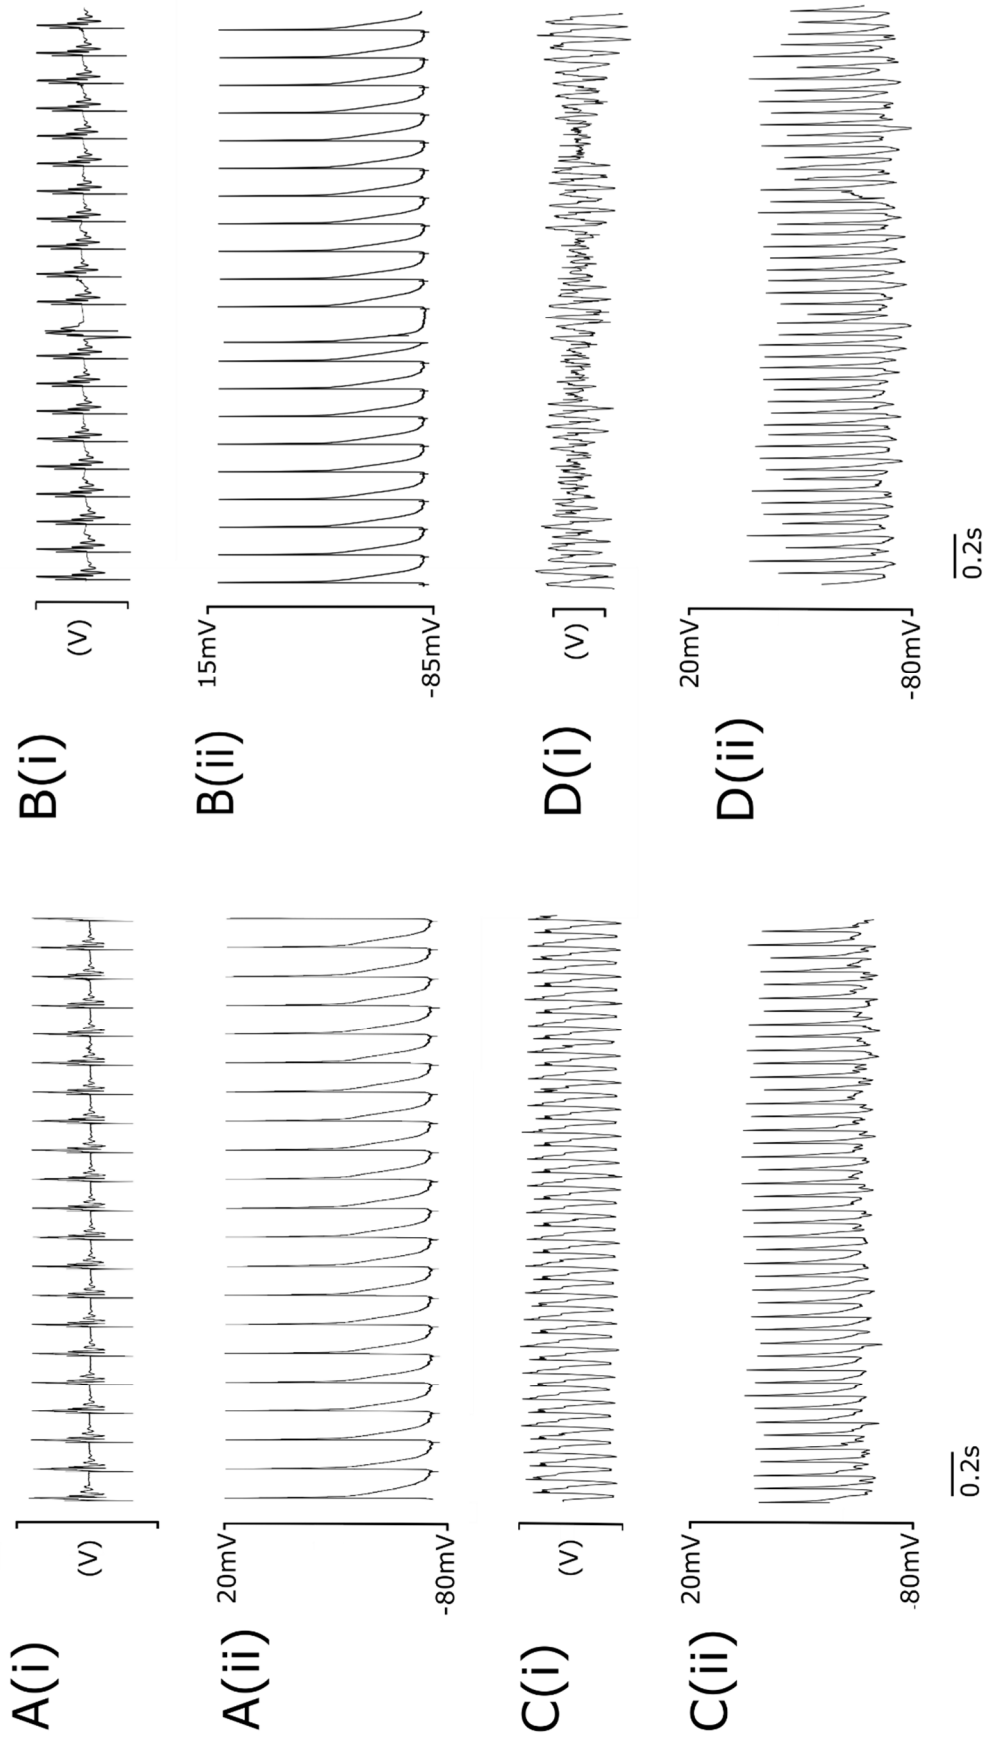 A(i)
(V)
B(i)
(V)
A(ii)
20mV
-80mV
B(ii)
15mV
-85mV
C(i)
(V)
D(i)
(V)
C(ii)
20mV
-80mV
0.2s
D(ii)
20mV
-80mV
0.2s